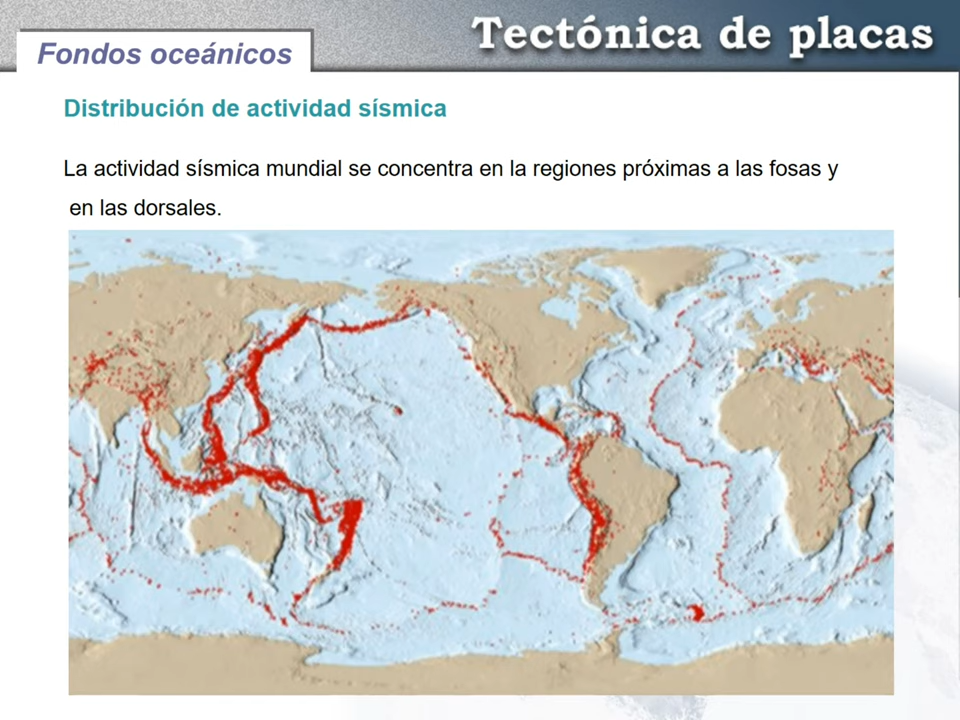 Tectónica de placas
Fondos oceánicos
Distribución de actividad sísmica
La actividad sísmica mundial se concentra en la regiones próximas a las fosas y
en las dorsales.